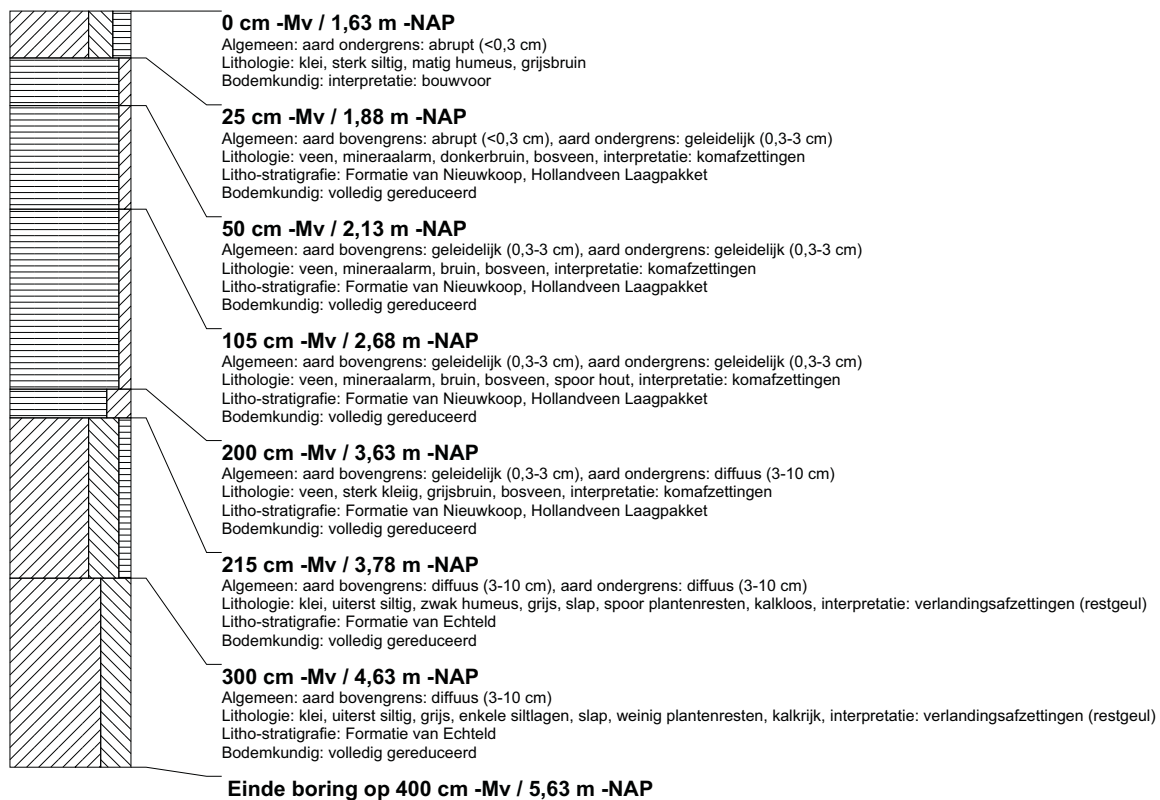 0 cm -Mv / 1,63 m -NAP
Algemeen: aard ondergrens: abrupt (<0,3 cm)
Lithologie: klei, sterk siltig, matig humeus, grijsbruin
Bodemkundig: interpretatie: bouwvoor
25 cm -Mv / 1,88 m -NAP
Algemeen: aard bovengrens: abrupt (<0,3 cm), aard ondergrens: geleidelijk (0,3-3 cm)
Lithologie: veen, mineraalarm, donkerbruin, bosveen, interpretatie: komafzettingen
Litho-stratigrafie: Formatie van Nieuwkoop, Hollandveen Laagpakket
Bodemkundig: volledig gereduceerd
50 cm -Mv / 2,13 m -NAP
Algemeen: aard bovengrens: geleidelijk (0,3-3 cm), aard ondergrens: geleidelijk (0,3-3 cm)
Lithologie: veen, mineraalarm, bruin, bosveen, interpretatie: komafzettingen
Litho-stratigrafie: Formatie van Nieuwkoop, Hollandveen Laagpakket
Bodemkundig: volledig gereduceerd
105 cm -Mv / 2,68 m -NAP
Algemeen: aard bovengrens: geleidelijk (0,3-3 cm), aard ondergrens: geleidelijk (0,3-3 cm)
Lithologie: veen, mineraalarm, bruin, bosveen, spoor hout, interpretatie: komafzettingen
Litho-stratigrafie: Formatie van Nieuwkoop, Hollandveen Laagpakket
Bodemkundig: volledig gereduceerd
200 cm -Mv / 3,63 m -NAP
Algemeen: aard bovengrens: geleidelijk (0,3-3 cm), aard ondergrens: diffuus (3-10 cm)
Lithologie: veen, sterk kleiig, grijsbruin, bosveen, interpretatie: komafzettingen
Litho-stratigrafie: Formatie van Nieuwkoop, Hollandveen Laagpakket
Bodemkundig: volledig gereduceerd
215 cm -Mv / 3,78 m -NAP
Algemeen: aard bovengrens: diffuus (3-10 cm), aard ondergrens: diffuus (3-10 cm)
Lithologie: klei, uiterst siltig, zwak humeus, grijs, slap, spoor plantenresten, kalkloos, interpretatie: verlandingsafzettingen (restgeul)
Litho-stratigrafie: Formatie van Echteld
Bodemkundig: volledig gereduceerd
300 cm -Mv / 4,63 m -NAP
Algemeen: aard bovengrens: diffuus (3-10 cm)
Lithologie: klei, uiterst siltig, grijs, enkele siltlagen, slap, weinig plantenresten, kalkrijk, interpretatie: verlandingsafzettingen (restgeul)
Litho-stratigrafie: Formatie van Echteld
Bodemkundig: volledig gereduceerd
Einde boring op 400 cm -Mv / 5,63 m -NAP